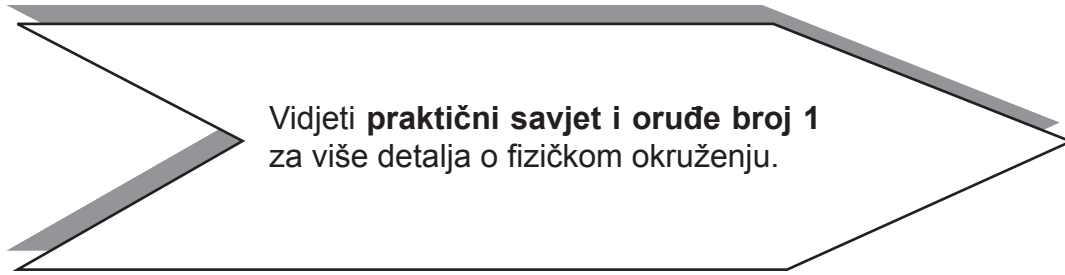 Vidjeti praktični savjet i oruđe broj 1
za više detalja o fizičkom okruženju.